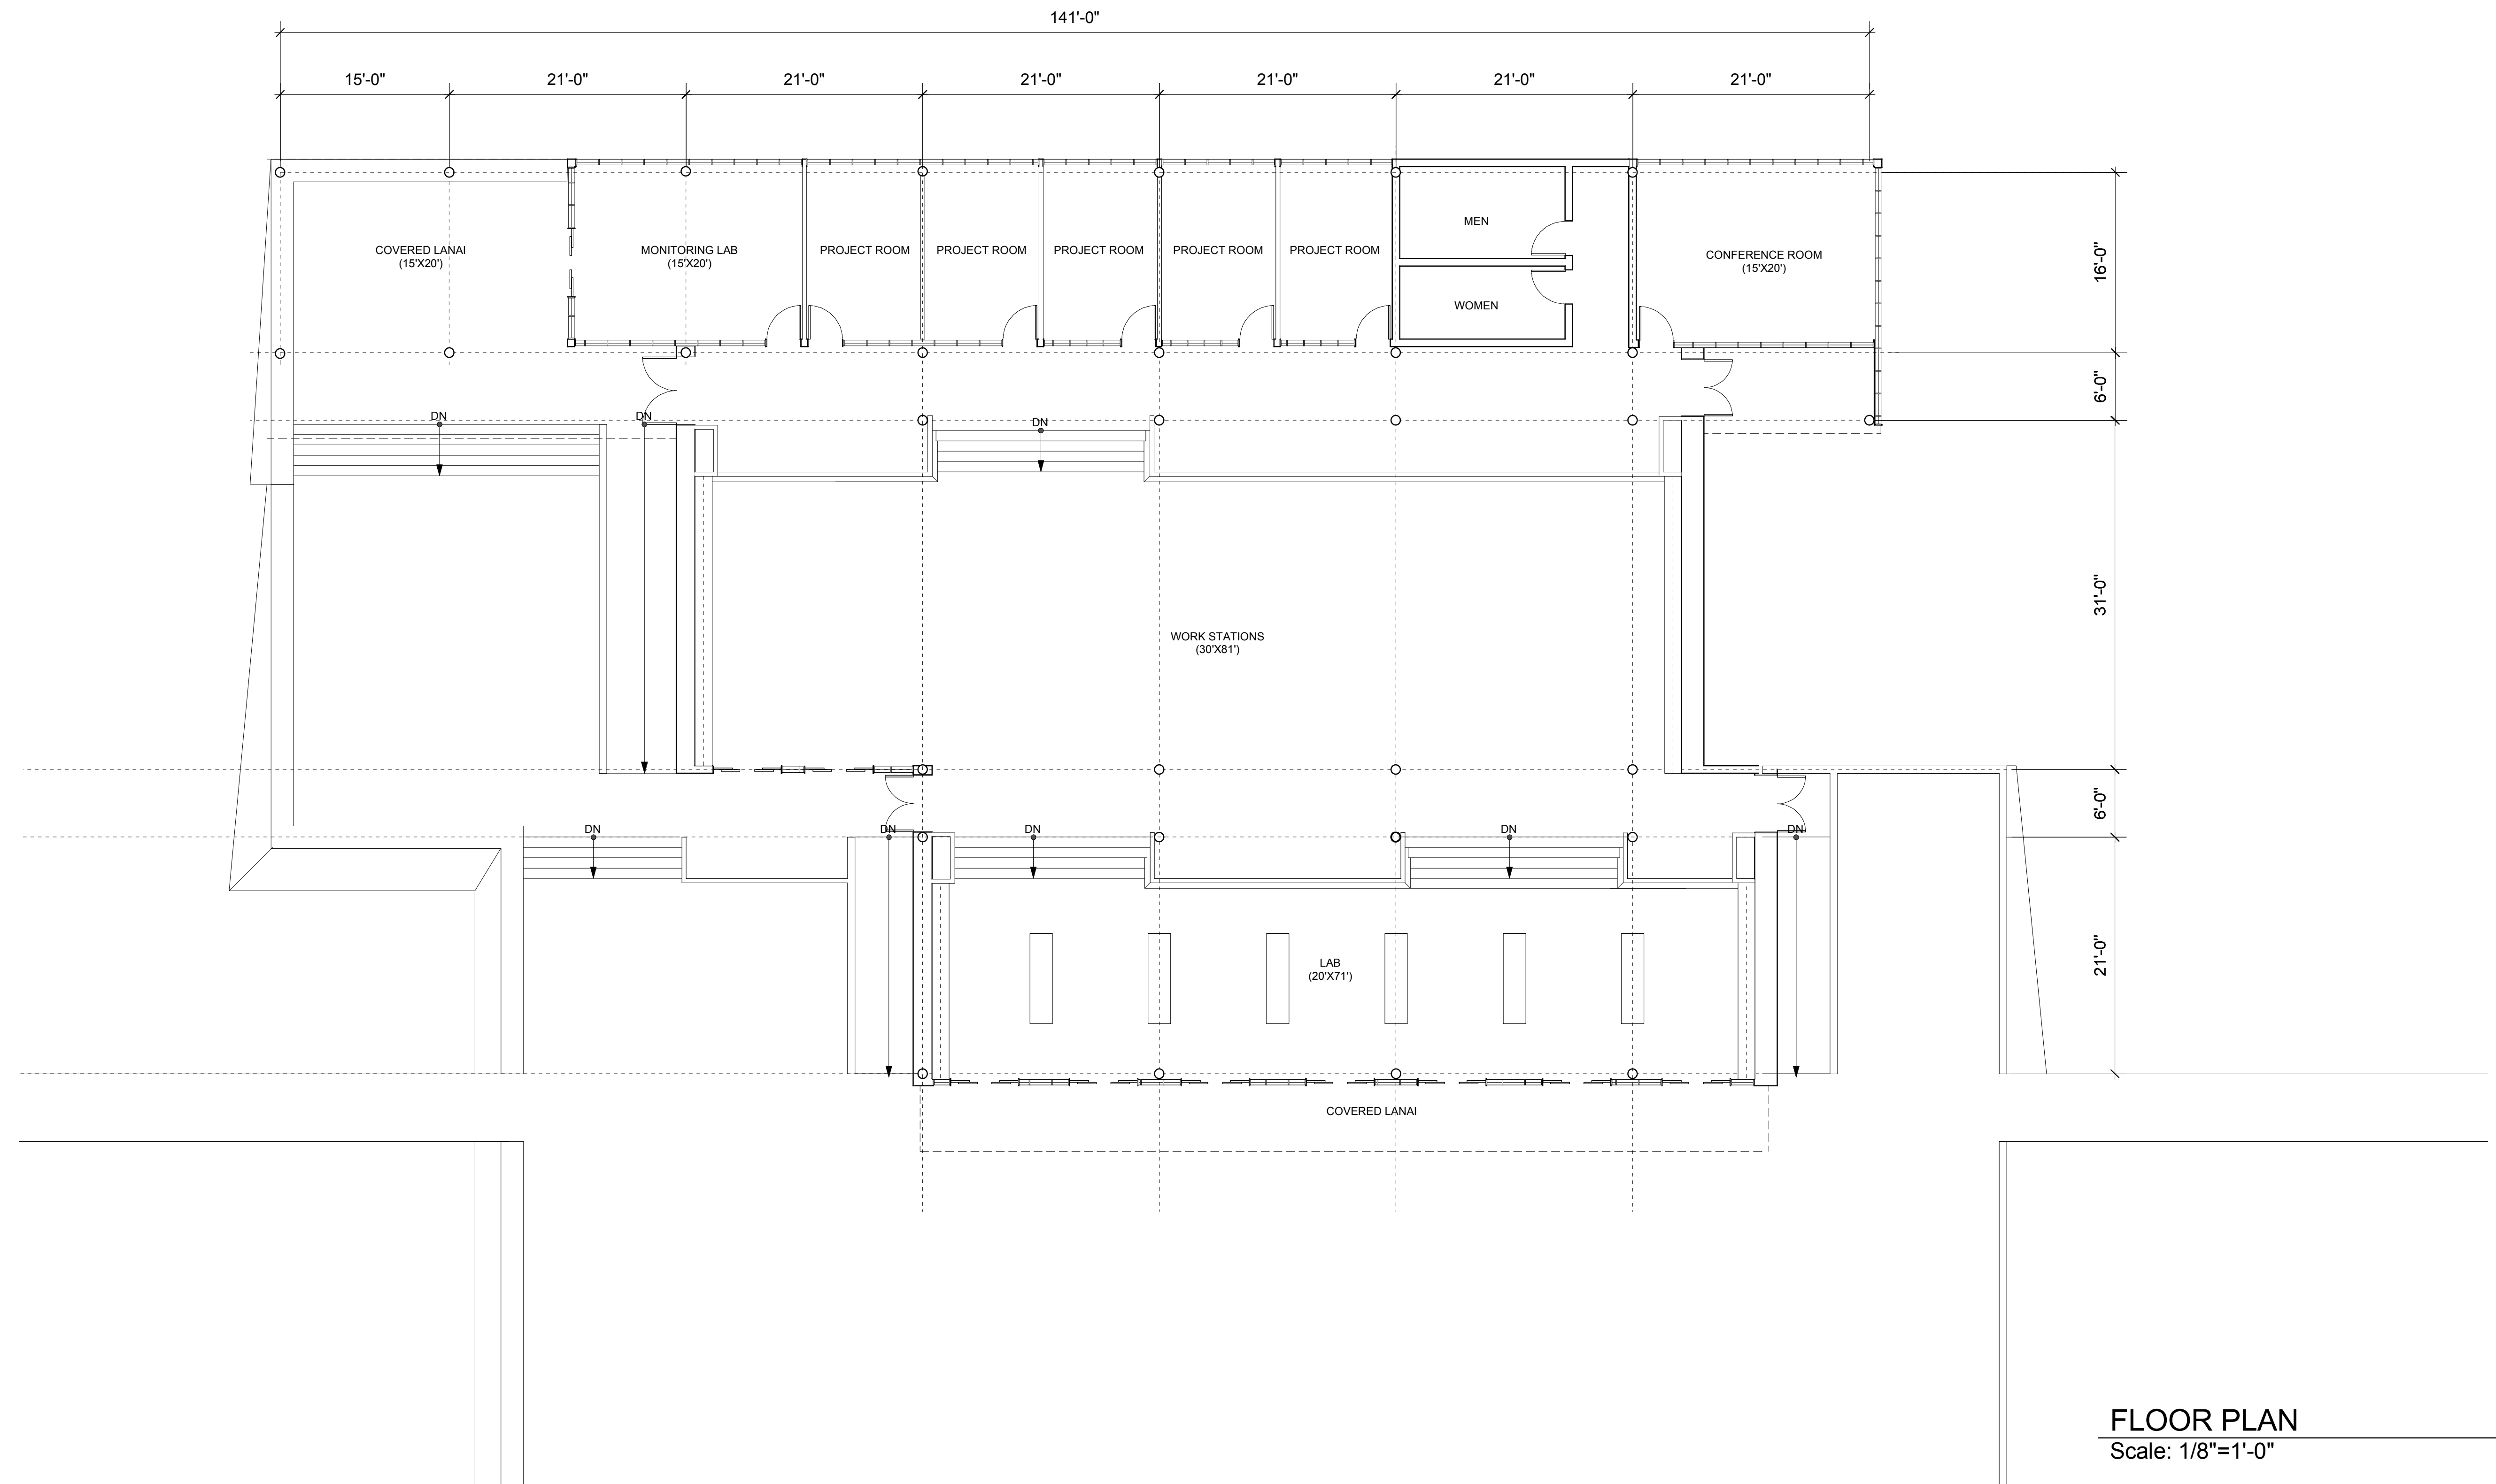 141'-0"
15'-0"
21'-0"
21'-0"
21'-0"
21'-0"
21'-0"
21'-0"
COVERED LANAI
(15'X20')
MONITORING LAB
(15'X20')
PROJECT ROOM
PROJECT ROOM
PROJECT ROOM
PROJECT ROOM
PROJECT ROOM
MEN
WOMEN
CONFERENCE ROOM
(15'X20')
16'-0"
6'-0"
DN
DN
DN
31'-0"
WORK STATIONS
(30'X81')
6'-0"
DN
DN
DN
DN
DN
21'-0"
LAB
(20'X71')
COVERED LANAI
FLOOR PLAN
Scale: 1/8"=1'-0"